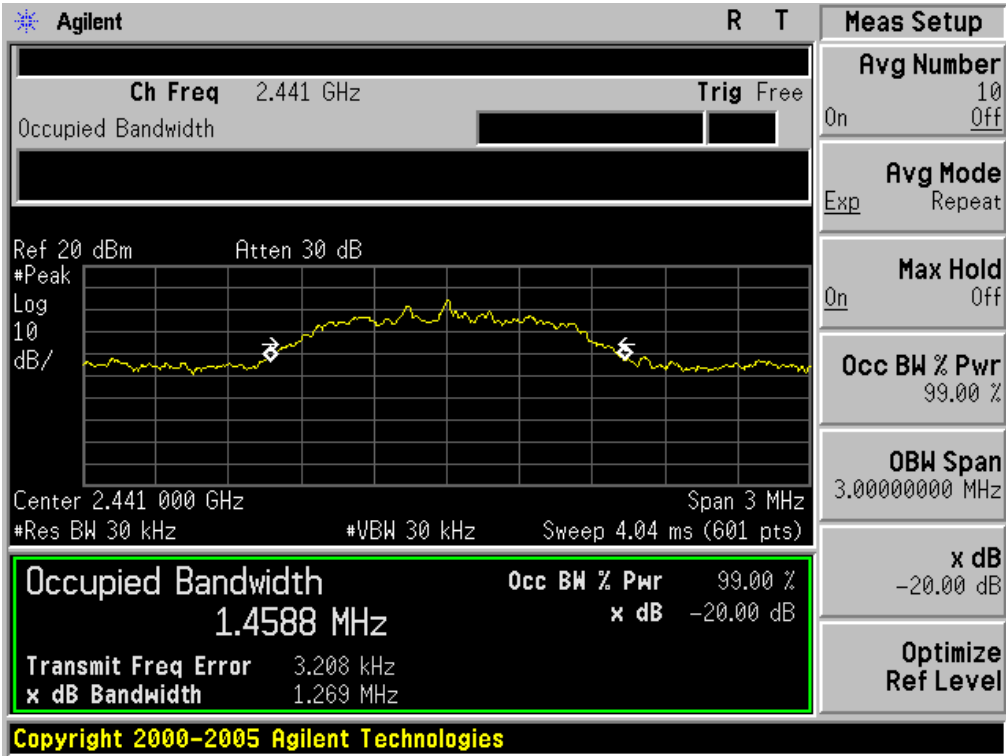 Agilent R T
Ch Freq 2.441 GHz Trig Free
Occupied Bandwidth
Ref 20 dBm Atten 30 dB
#Peak
Log
10
dB/
Center 2.441 000 GHz Span 3 MHz
#Res BW 30 kHz #VBW 30 kHz Sweep 4.04 ms (601 pts)
Occupied Bandwidth Occ BW % Pwr 99.00 %
1.4588 MHz x dB -20.00 dB
Transmit Freq Error 3.208 kHz
x dB Bandwidth 1.269 MHz
Copyright 2000-2005 Agilent Technologies
Meas Setup
Avg Number
10
On Off
Avg Mode
Exp Repeat
Max Hold
On Off
Occ BW % Pwr
99.00 %
OBW Span
3.00000000 MHz
x dB
-20.00 dB
Optimize
Ref Level